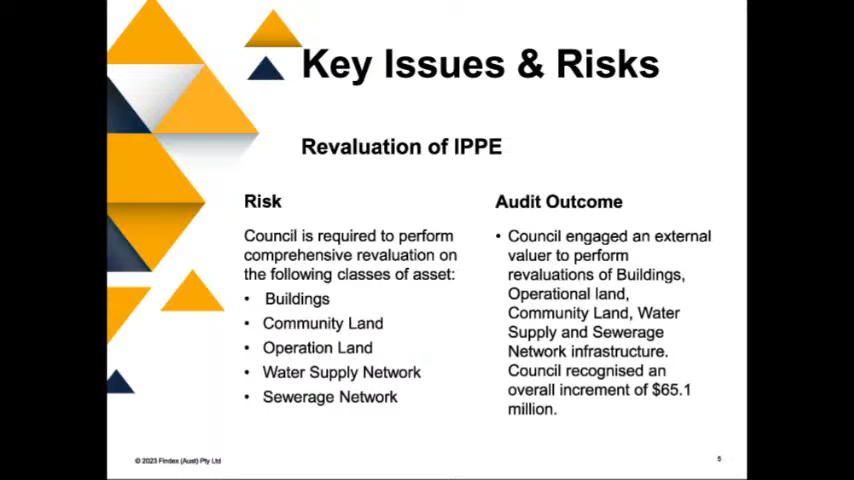 Key Issues & Risks
Revaluation of IPPE
Risk
Council is required to perform
comprehensive revaluation on
the following classes of asset:
• Buildings
• Community Land
• Operation Land
• Water Supply Network
• Sewerage Network
Audit Outcome
• Council engaged an external
valuer to perform
revaluations of Buildings,
Operational land,
Community Land, Water
Supply and Sewerage
Network infrastructure.
Council recognised an
overall increment of $65.1
million.
© 2023 Findex (Aust) Pty Ltd
5